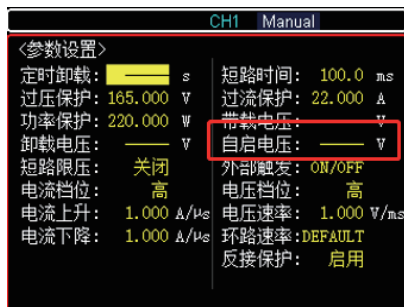 CH1 Manual
<参数设置>
定时卸载: —— s 短路时间: 100.0 ms
过压保护: 165.000 V 过流保护: 22.000 A
功率保护: 220.000 W 带载电压: —— V
卸载电压: —— V 自启电压: —— V
短路限压: 关闭 外部触发: ON/OFF
电流档位: 高 电压档位: 高
电流上升: 1.000 A/μs 电压速率: 1.000 V/ms
电流下降: 1.000 A/μs 环路速率:DEFAULT
反接保护: 启用